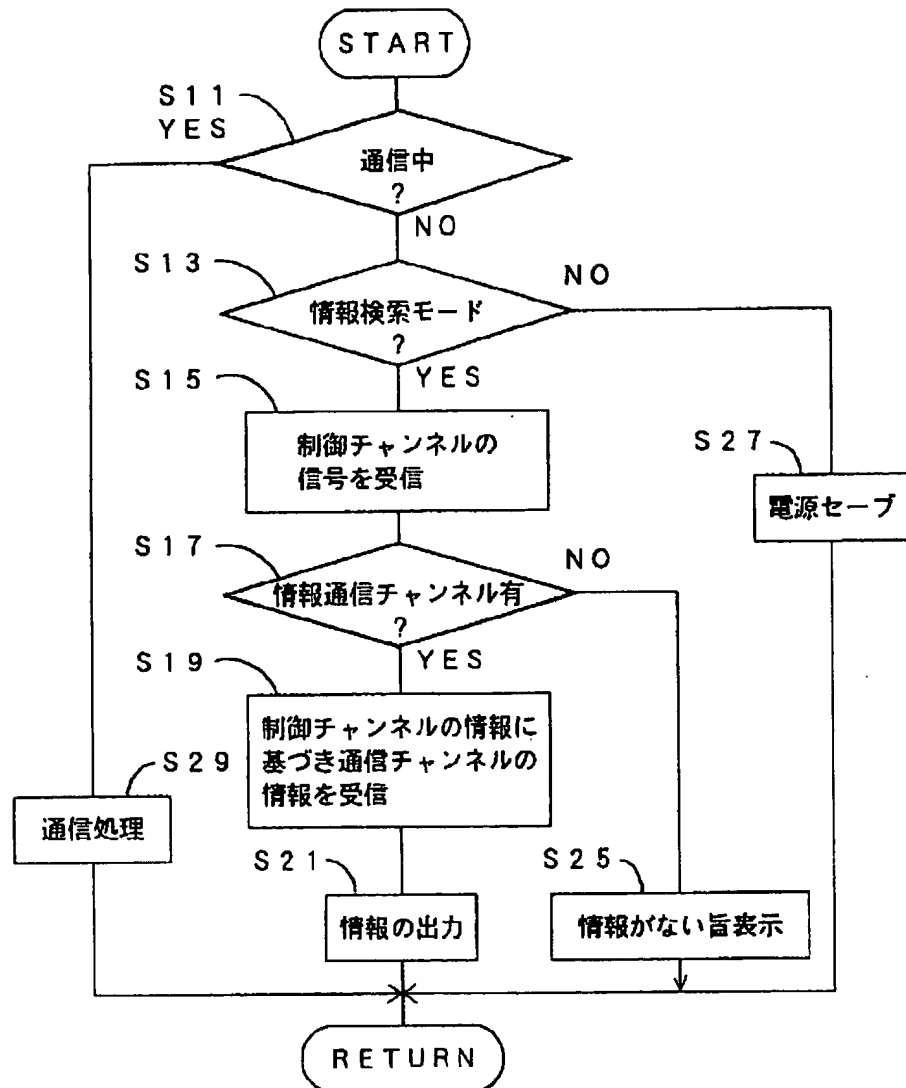 START
S11
YES
通信中
?
NO
S13
NO
情報検索モード
?
YES
S15
制御チャンネルの
信号を受信
S27
電源セーブ
S17
NO
情報通信チャンネル有
?
YES
S19
制御チャンネルの情報に
基づき通信チャンネルの
情報を受信
S29
通信処理
S21
情報の出力
S25
情報がない旨表示
RETURN